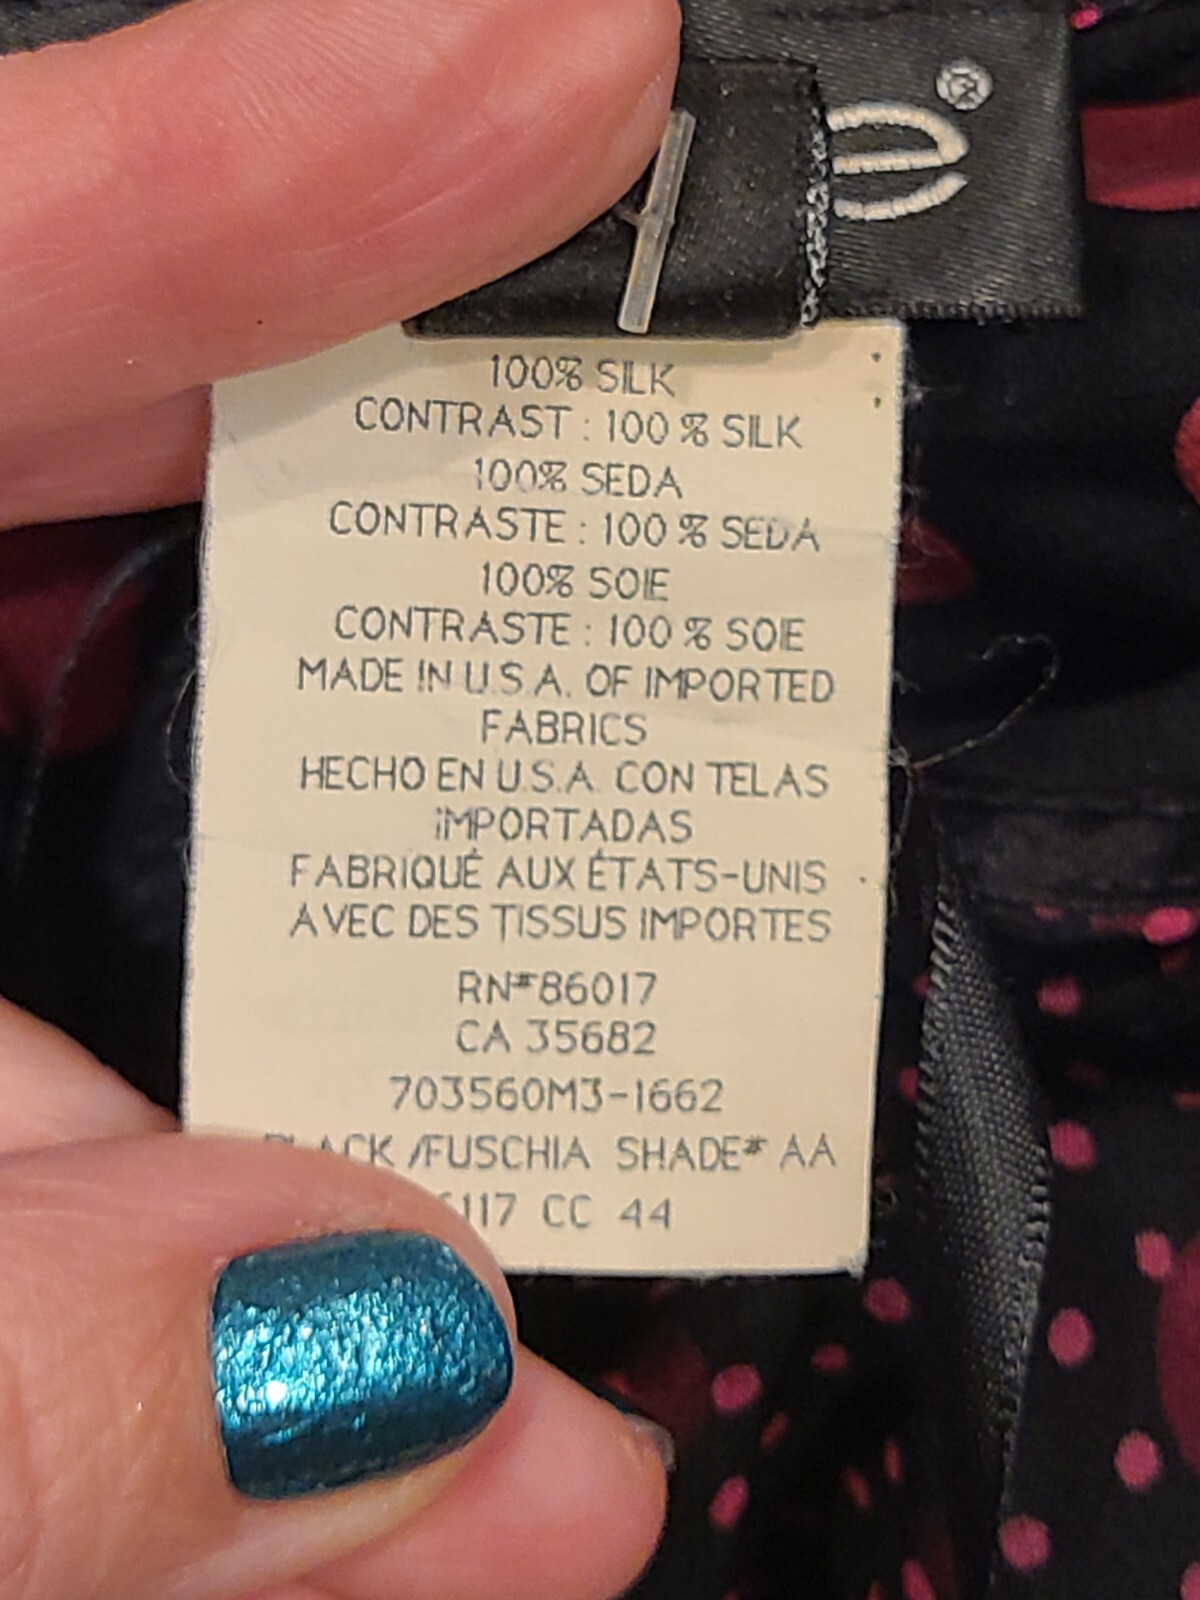 e®
100% SILK
CONTRAST : 100 % SILK
100% SEDA
CONTRASTE : 100 % SEDA
100% SOIE
CONTRASTE : 100 % SOIE
MADE IN U.S.A. OF IMPORTED
FABRICS
HECHO EN U.S.A. CON TELAS
IMPORTADAS
FABRIQUÉ AUX ÉTATS-UNIS
AVEC DES TISSUS IMPORTES
RN#86017
CA 35682
703560M3-1662
/FUSCHIA SHADE# AA
CC 44